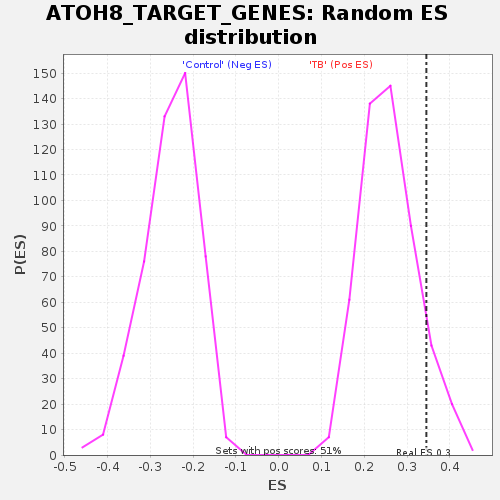 ATOH8_TARGET_GENES: Random ES
distribution
'Control' (Neg ES) 'TB' (Pos ES)
150
140
130
120
110
100
90
80
70
60
50
40
30
20
10
0
P(ES)
Sets with pos scores: 51%
Real ES 0.3
-0.5 -0.4 -0.3 -0.2 -0.1 0.0 0.1 0.2 0.3 0.4
ES